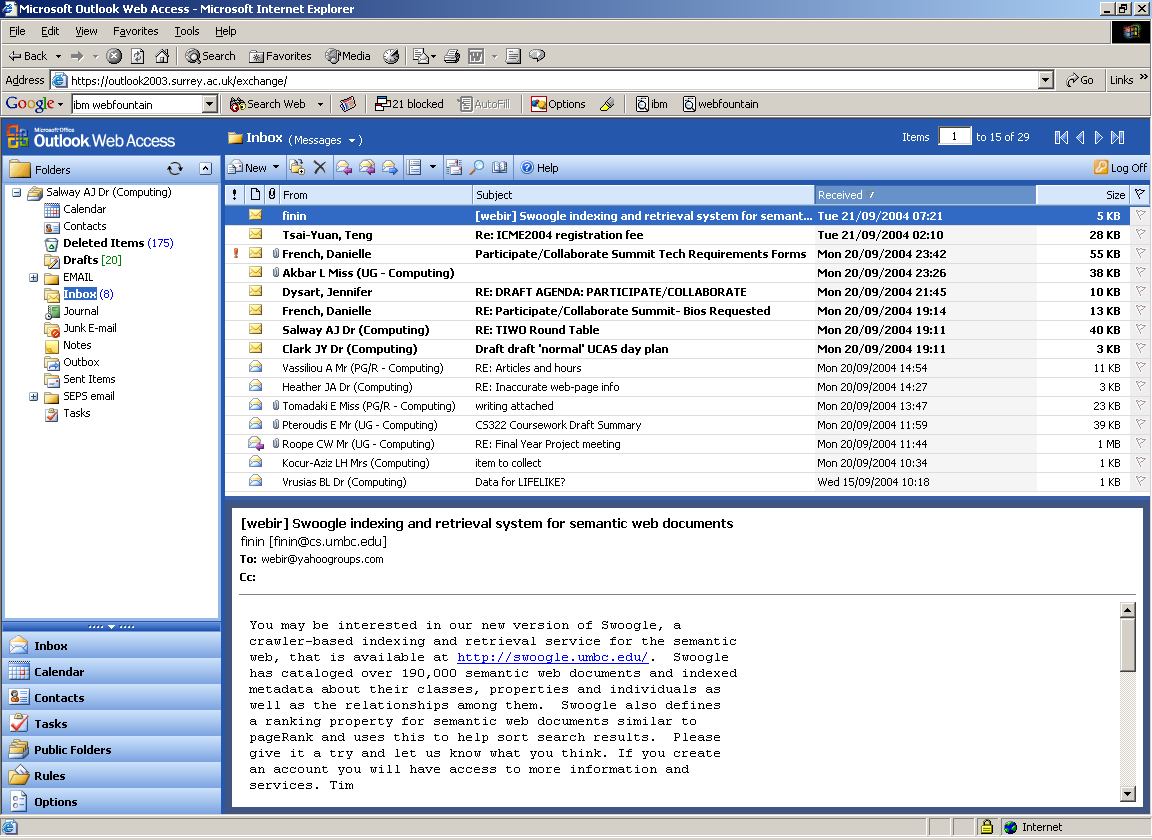 Microsoft Outlook Web Access - Microsoft Internet Explorer
File Edit View Favorites Tools Help
Back Search Favorites Media
Address https://outlook2003.surrey.ac.uk/exchange/ Go Links »
Google ibm webfountain Search Web 21 blocked AutoFill Options ibm webfountain
Microsoft Office
Outlook Web Access
Inbox (Messages ) Items 1 to 15 of 29
Folders New Help Log Off
Salway AJ Dr (Computing)
Calendar
Contacts
Deleted Items (175)
Drafts [20]
EMAIL
Inbox (8)
Journal
Junk E-mail
Notes
Outbox
Sent Items
SEPS email
Tasks
! From Subject Received Size
finin [webir] Swoogle indexing and retrieval system for semant... Tue 21/09/2004 07:21 5 KB
Tsai-Yuan, Teng Re: ICME2004 registration fee Tue 21/09/2004 02:10 28 KB
! French, Danielle Participate/Collaborate Summit Tech Requirements Forms Mon 20/09/2004 23:42 55 KB
Akbar L Miss (UG - Computing) Mon 20/09/2004 23:26 38 KB
Dysart, Jennifer RE: DRAFT AGENDA: PARTICIPATE/COLLABORATE Mon 20/09/2004 21:45 10 KB
French, Danielle RE: Participate/Collaborate Summit- Bios Requested Mon 20/09/2004 19:14 13 KB
Salway AJ Dr (Computing) RE: TIWO Round Table Mon 20/09/2004 19:11 40 KB
Clark JY Dr (Computing) Draft draft 'normal' UCAS day plan Mon 20/09/2004 19:11 3 KB
Vassiliou A Mr (PG/R - Computing) RE: Articles and hours Mon 20/09/2004 14:54 11 KB
Heather JA Dr (Computing) RE: Inaccurate web-page info Mon 20/09/2004 14:27 3 KB
Tomadaki E Miss (PG/R - Computing) writing attached Mon 20/09/2004 13:47 23 KB
Pteroudis E Mr (UG - Computing) CS322 Coursework Draft Summary Mon 20/09/2004 11:59 39 KB
Roope CW Mr (UG - Computing) RE: Final Year Project meeting Mon 20/09/2004 11:44 1 MB
Kocur-Aziz LH Mrs (Computing) item to collect Mon 20/09/2004 10:34 1 KB
Vrusias BL Dr (Computing) Data for LIFELIKE? Wed 15/09/2004 10:18 1 KB
[webir] Swoogle indexing and retrieval system for semantic web documents
finin [finin@cs.umbc.edu]
To: webir@yahoogroups.com
Cc:
You may be interested in our new version of Swoogle, a
crawler-based indexing and retrieval service for the semantic
web, that is available at http://swoogle.umbc.edu/. Swoogle
has cataloged over 190,000 semantic web documents and indexed
metadata about their classes, properties and individuals as
well as the relationships among them. Swoogle also defines
a ranking property for semantic web documents similar to
pageRank and uses this to help sort search results. Please
give it a try and let us know what you think. If you create
an account you will have access to more information and
services. Tim
Inbox
Calendar
Contacts
Tasks
Public Folders
Rules
Options
Internet